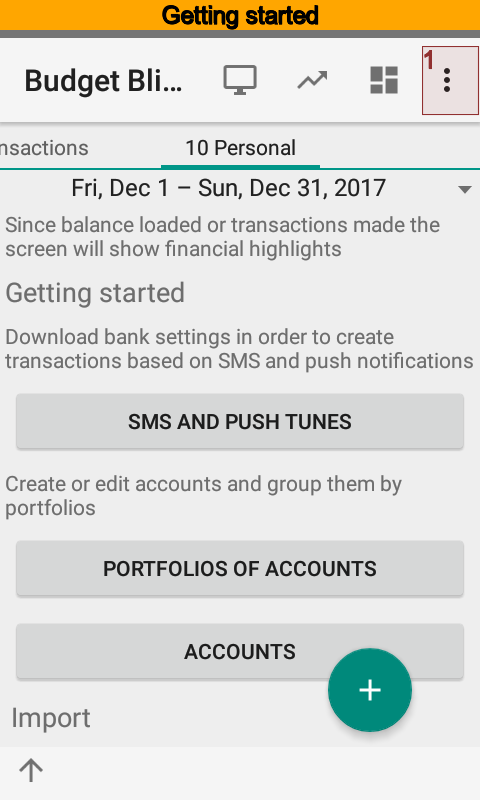 Getting started
Budget Bli...
1
nsactions
10 Personal
Fri, Dec 1 – Sun, Dec 31, 2017
Since balance loaded or transactions made the
screen will show financial highlights
Getting started
Download bank settings in order to create
transactions based on SMS and push notifications
SMS AND PUSH TUNES
Create or edit accounts and group them by
portfolios
PORTFOLIOS OF ACCOUNTS
ACCOUNTS
Import